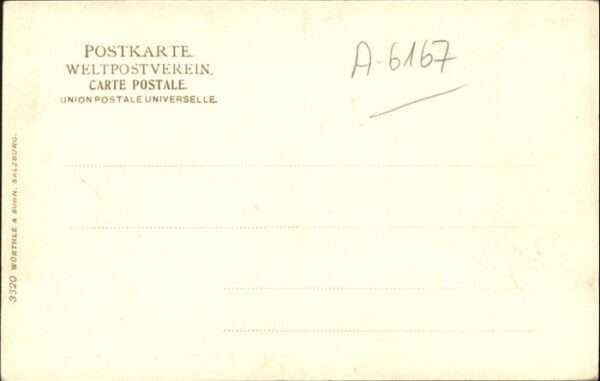 POSTKARTE.
WELTPOSTVEREIN.
CARTE POSTALE.
UNION POSTALE UNIVERSELLE.
A-6167
3320 WÜRTHLE & SOHN, SALZBURG.